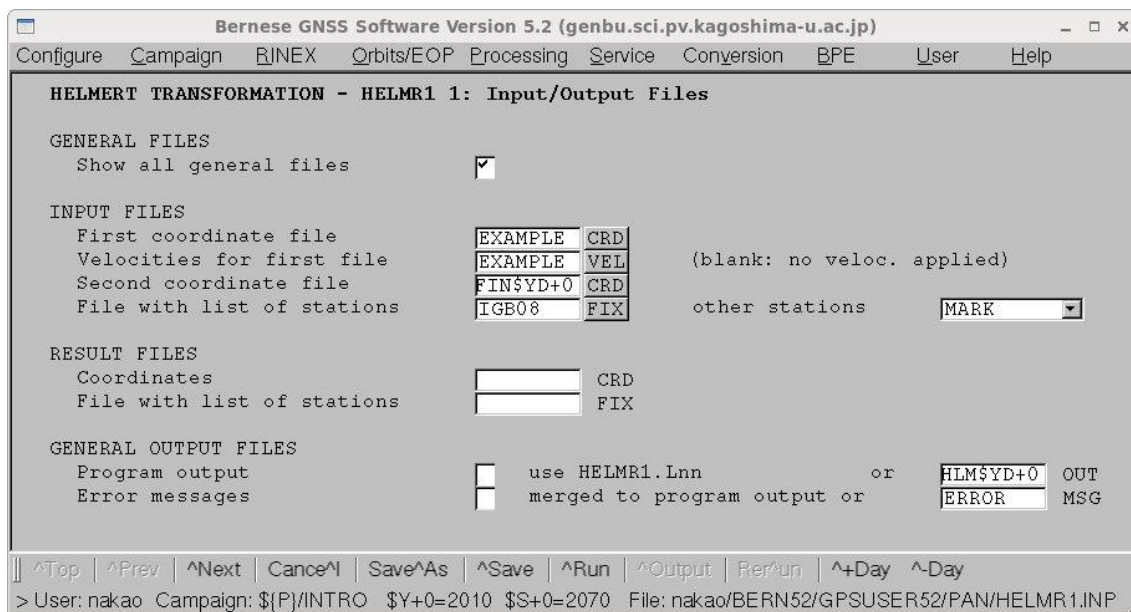 Bernese GNSS Software Version 5.2 (genbu.sci.pv.kagoshima-u.ac.jp)
Configure Campaign RINEX Orbits/EOP Processing Service Conversion BPE User Help
HELMERT TRANSFORMATION - HELMR1 1: Input/Output Files
GENERAL FILES
Show all general files
INPUT FILES
First coordinate file EXAMPLE CRD
Velocities for first file EXAMPLE VEL (blank: no veloc. applied)
Second coordinate file FIN$YD+0 CRD
File with list of stations IGB08 FIX other stations MARK
RESULT FILES
Coordinates CRD
File with list of stations FIX
GENERAL OUTPUT FILES
Program output use HELMR1.Lnn or HLM$YD+0 OUT
Error messages merged to program output or ERROR MSG
^Top | ^Prev | ^Next | Cance^l | Save^As | ^Save | ^Run | ^Output | Rer^un | ^+Day ^-Day
> User: nakao Campaign: ${P}/INTRO $Y+0=2010 $S+0=2070 File: nakao/BERN52/GPSUSER52/PAN/HELMR1.INP